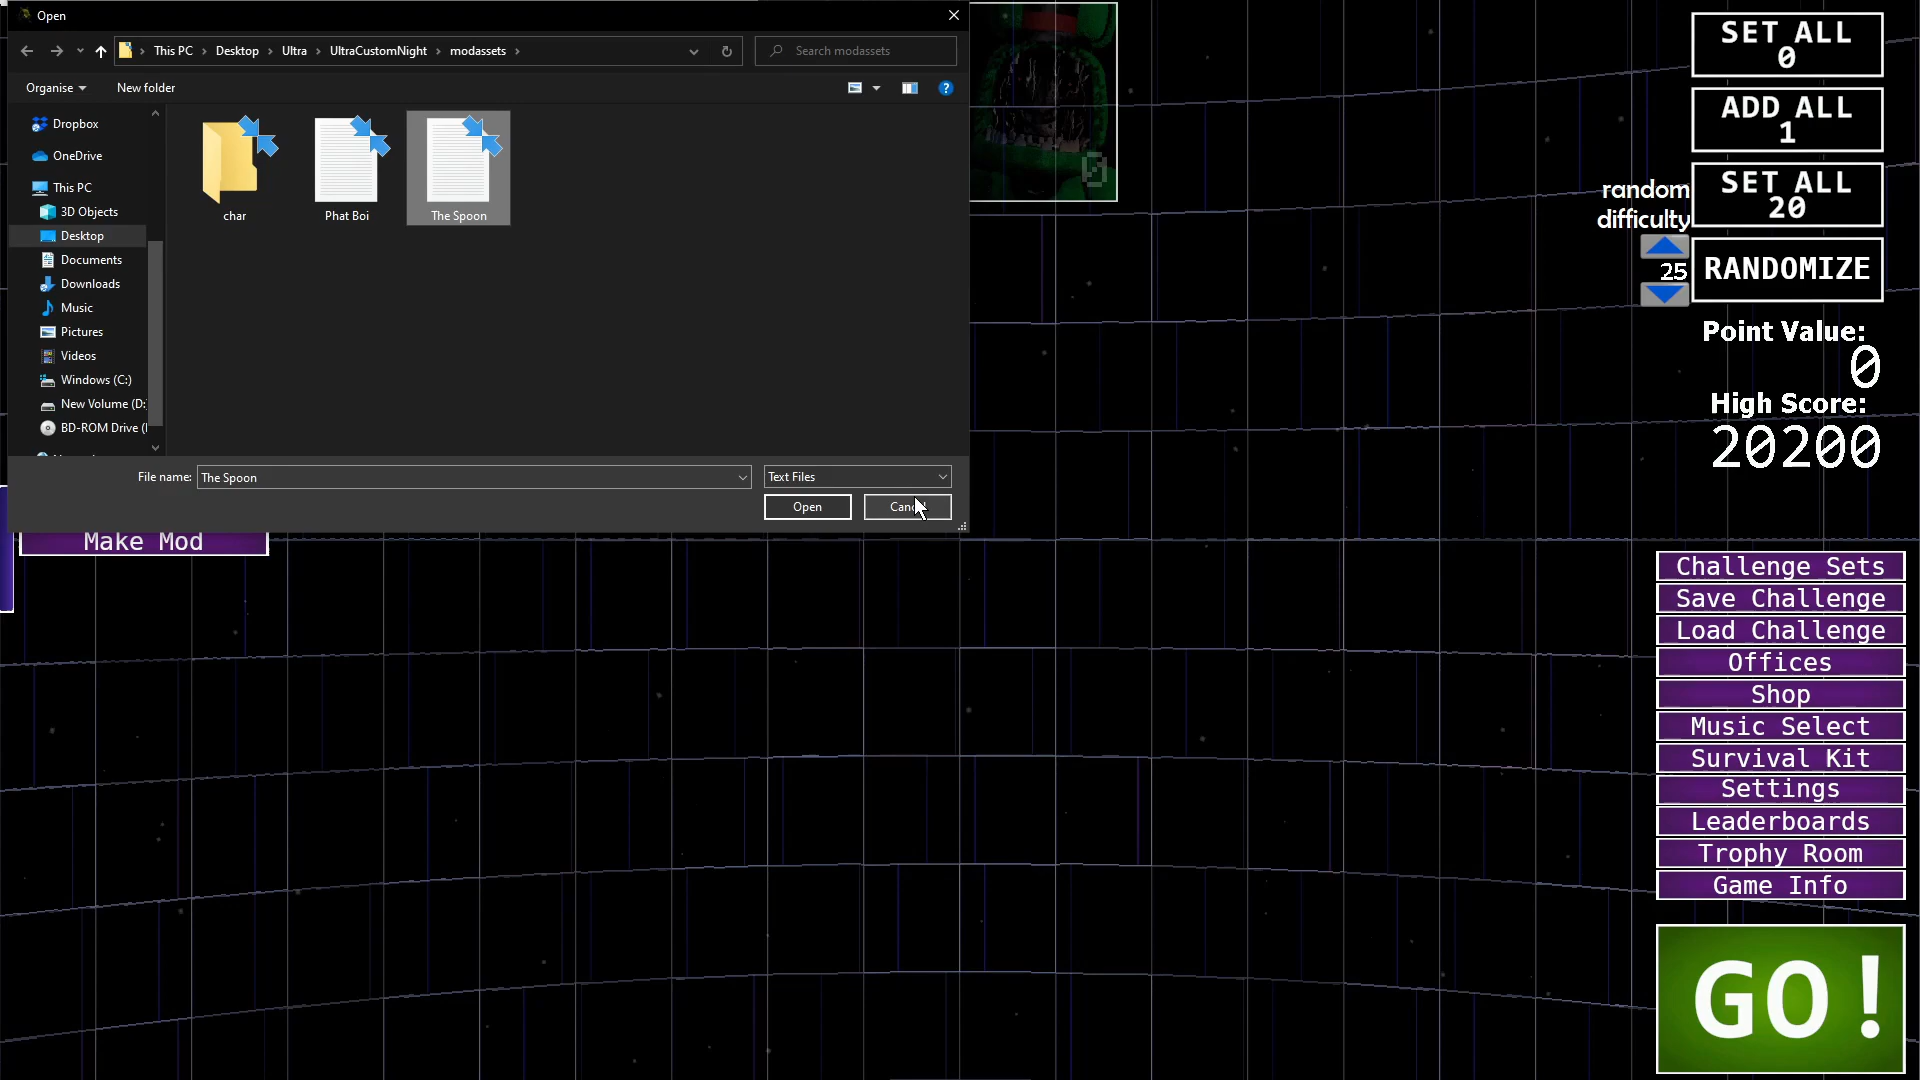 Open
This PC
Desktop
Ultra
UltraCustomNight
modassets
Search modassets
Organise
New folder
?
Dropbox
OneDrive
This PC
3D Objects
Desktop
Documents
Downloads
Music
Pictures
Videos
Windows (C:)
New Volume (D:
BD-ROM Drive (
char
Phat Boi
The Spoon
File name:
The Spoon
Text Files
Open
Make Mod
0
SET ALL
0
ADD ALL
1
SET ALL
20
random
difficulty
25
RANDOMIZE
Point Value:
0
High Score:
20200
Challenge Sets
Save Challenge
Load Challenge
Offices
Shop
Music Select
Survival Kit
Settings
Leaderboards
Trophy Room
Game Info
GO!